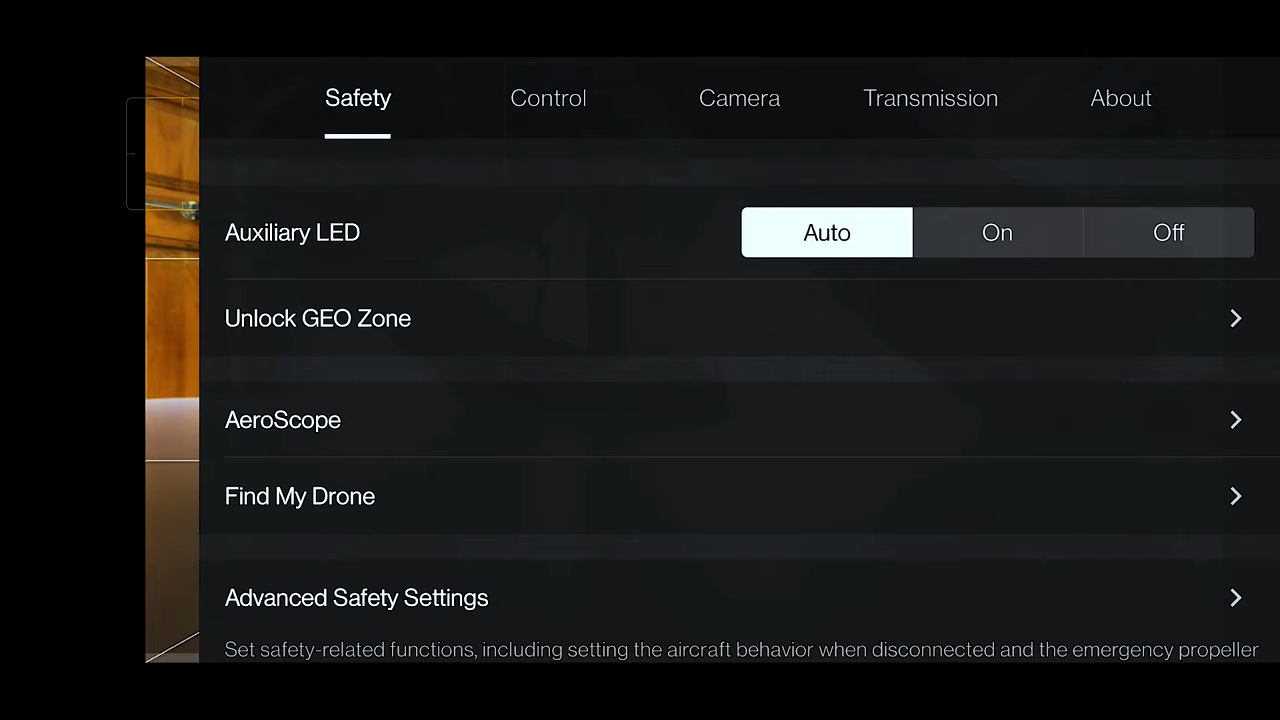 Safety Control Camera Transmission About
Auxiliary LED Auto On Off
Unlock GEO Zone
AeroScope
Find My Drone
Advanced Safety Settings
Set safety-related functions, including setting the aircraft behavior when disconnected and the emergency propeller